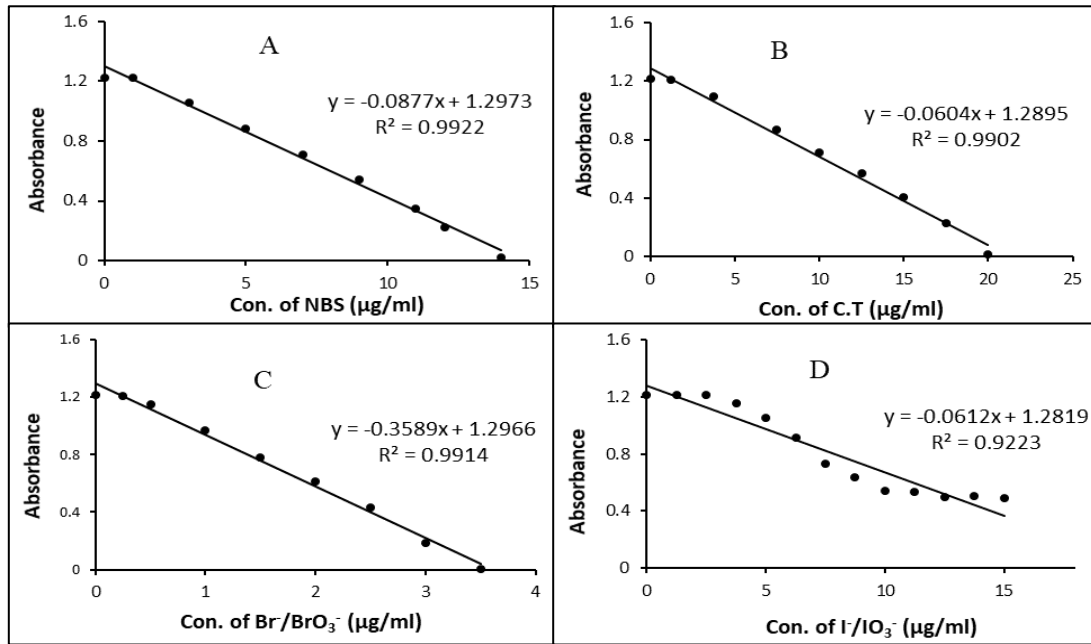 A
1.6
1.2
0.8
0.4
0
Absorbance
y = -0.0877x + 1.2973
R² = 0.9922
0 5 10 15
Con. of NBS (µg/ml)
B
1.6
1.2
0.8
0.4
0
Absorbance
y = -0.0604x + 1.2895
R² = 0.9902
0 5 10 15 20 25
Con. of C.T (µg/ml)
C
1.6
1.2
0.8
0.4
0
Absorbance
y = -0.3589x + 1.2966
R² = 0.9914
0 1 2 3 4
Con. of Br⁻/BrO₃⁻ (µg/ml)
D
1.6
1.2
0.8
0.4
0
Absorbance
y = -0.0612x + 1.2819
R² = 0.9223
0 5 10 15
Con. of I⁻/IO₃⁻ (µg/ml)